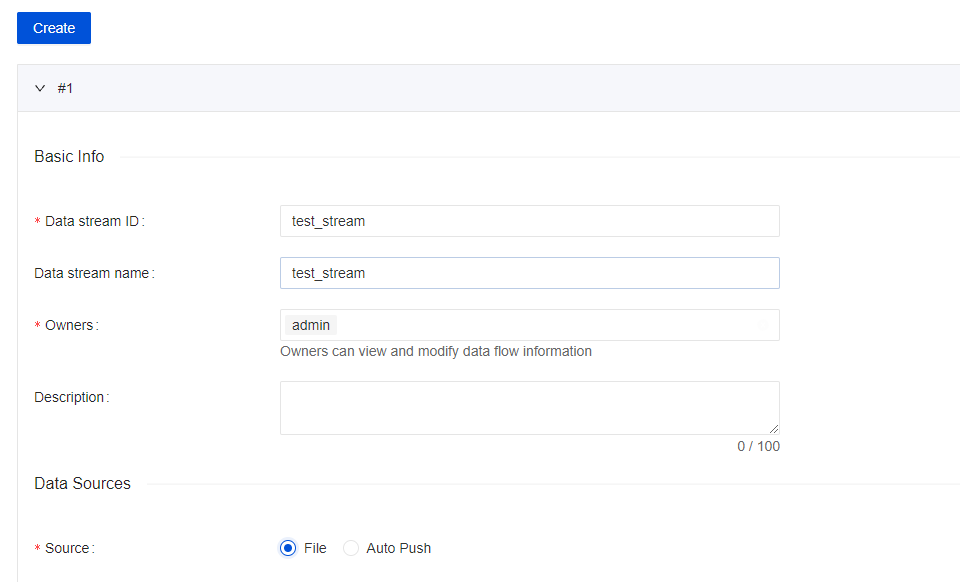 Create
#1
Basic Info
* Data stream ID: test_stream
Data stream name: test_stream
* Owners: admin
Owners can view and modify data flow information
Description:
0 / 100
Data Sources
* Source: File Auto Push